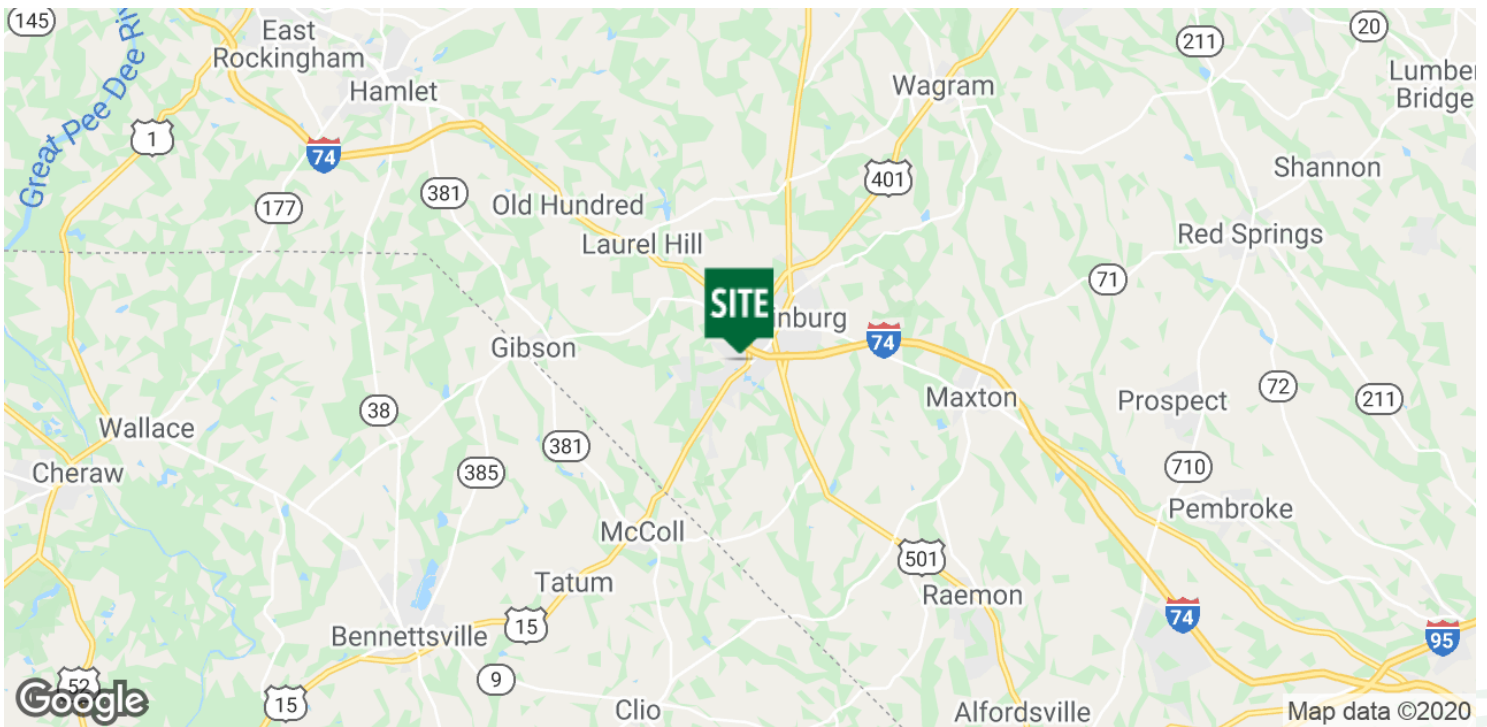 145
East
Rockingham
Hamlet
Great Pee Dee Riv
1
74
177
381
Old Hundred
Laurel Hill
Wagram
401
211
20
Lumber
Bridge
Shannon
Red Springs
71
SITE
inburg
74
Gibson
Maxton
Prospect
72
211
38
Wallace
Cheraw
385
381
710
Pembroke
McColl
501
Tatum
Raemon
15
Bennettsville
74
95
9
52
15
Clio
Alfordsville
Google
Map data ©2020